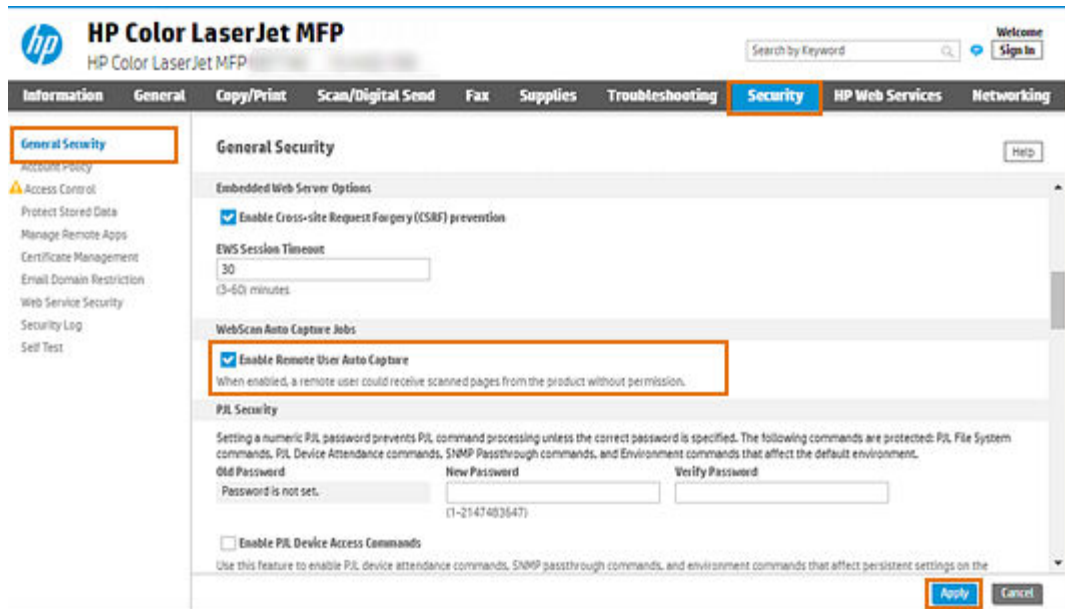 hp
HP Color LaserJet MFP
HP Color LaserJet MFP
Search by Keyword
Welcome
Sign In
Information General Copy/Print Scan/Digital Send Fax Supplies Troubleshooting Security HP Web Services Networking
General Security
Account Policy
Access Control
Protect Stored Data
Manage Remote Apps
Certificate Management
Email Domain Restriction
Web Service Security
Security Log
Self Test
General Security
Help
Embedded Web Server Options
Enable Cross-site Request Forgery (CSRF) prevention
EWS Session Timeout
30
(3-60) minutes
WebScan Auto Capture Jobs
Enable Remote User Auto Capture
When enabled, a remote user could receive scanned pages from the product without permission.
PJL Security
Setting a numeric PJL password prevents PJL command processing unless the correct password is specified. The following commands are protected: PJL File System
commands, PJL Device Attendance commands, SNMP Passthrough commands, and Environment commands that affect the default environment.
Old Password New Password Verify Password
Password is not set.
(1-2147483647)
Enable PJL Device Access Commands
Use this feature to enable PJL device attendance commands, SNMP passthrough commands, and environment commands that affect persistent settings on the
Apply Cancel